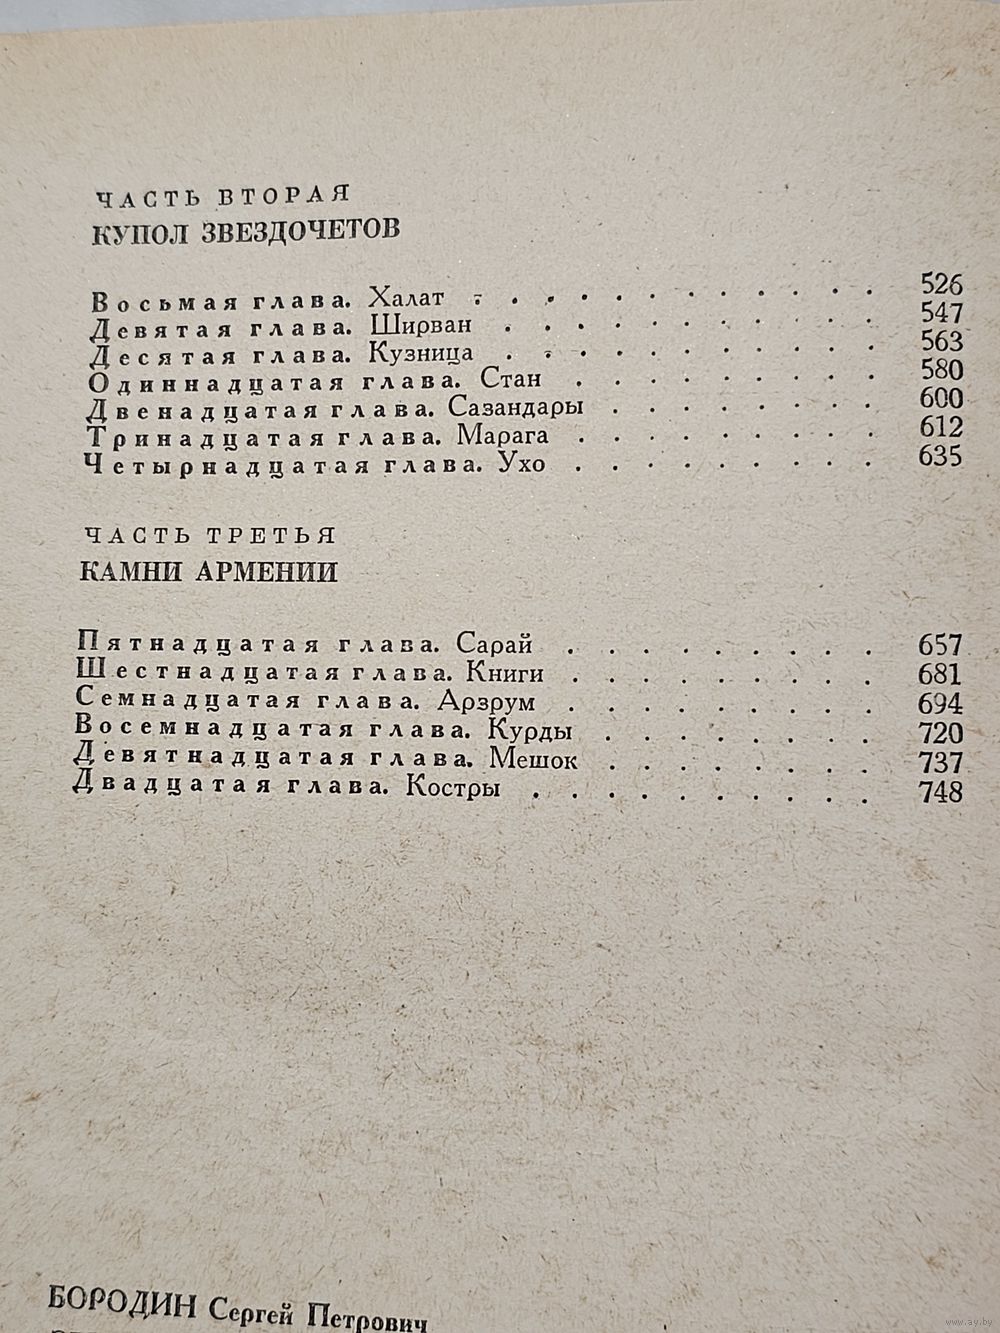 ЧАСТЬ ВТОРАЯ
КУПОЛ ЗВЕЗДОЧЕТОВ
Восьмая глава. Халат . . . . . . . . . . . . 526
Девятая глава. Ширван . . . . . . . . . . . 547
Десятая глава. Кузница . . . . . . . . . . . 563
Одиннадцатая глава. Стан . . . . . . . . . 580
Двенадцатая глава. Сазандары . . . . . . . . 600
Тринадцатая глава. Марага . . . . . . . . . 612
Четырнадцатая глава. Ухо . . . . . . . . . 635
ЧАСТЬ ТРЕТЬЯ
КАМНИ АРМЕНИИ
Пятнадцатая глава. Сарай . . . . . . . . . 657
Шестнадцатая глава. Книги . . . . . . . . . 681
Семнадцатая глава. Арзрум . . . . . . . . . 694
Восемнадцатая глава. Курды . . . . . . . . 720
Девятнадцатая глава. Мешок . . . . . . . . 737
Двадцатая глава. Костры . . . . . . . . . . 748
БОРОДИН Сергей Петрович
www.ay.by